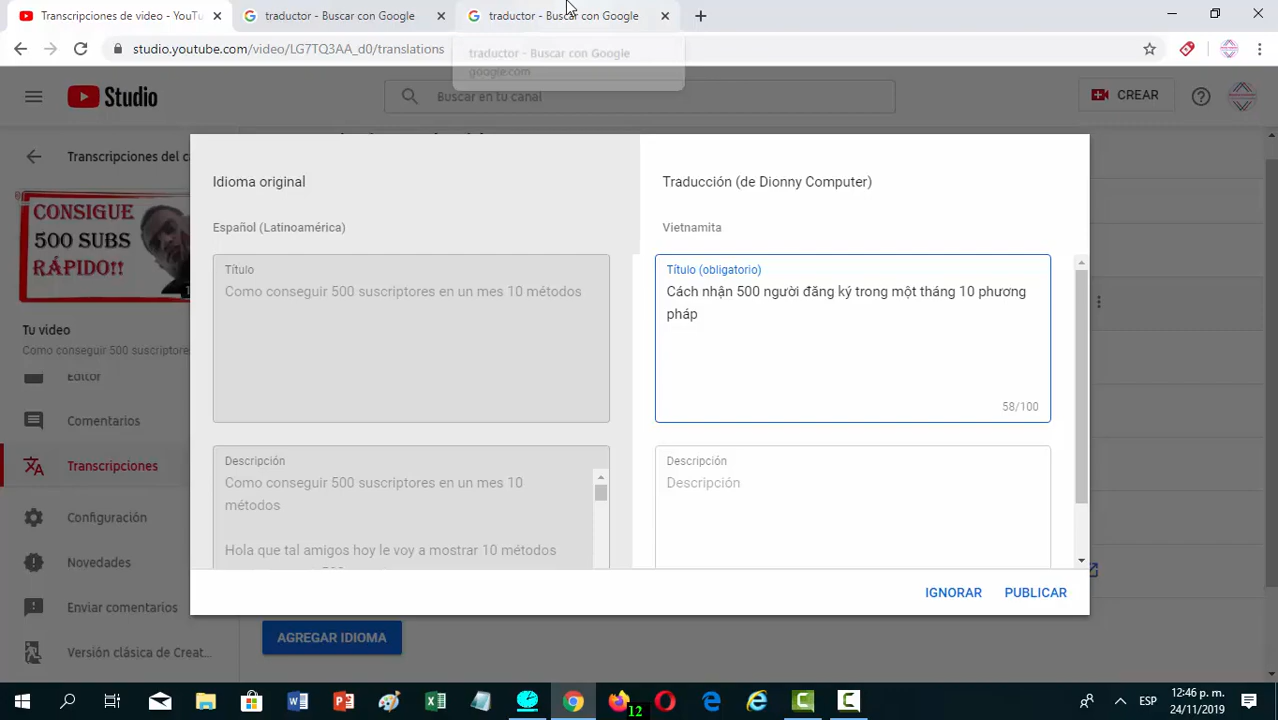 Transcripciones de video - YouTu
traductor - Buscar con Google
traductor - Buscar con Google
studio.youtube.com/video/LG7TQ3AA_d0/translations
traductor - Buscar con Google
google.com
Studio
Buscar en tu canal
CREAR
Transcripciones del c
CONSIGUE
500 SUBS
RÁPIDO!!
1
Tu video
Como conseguir 500 suscriptores
Editor
Comentarios
Transcripciones
Configuración
Novedades
Enviar comentarios
Versión clásica de Creat...
Idioma original
Español (Latinoamérica)
Título
Como conseguir 500 suscriptores en un mes 10 métodos
Descripción
Como conseguir 500 suscriptores en un mes 10
métodos
Hola que tal amigos hoy le voy a mostrar 10 métodos
Traducción (de Dionny Computer)
Vietnamita
Título (obligatorio)
Cách nhận 500 người đăng ký trong một tháng 10 phương
pháp
58/100
Descripción
Descripción
IGNORAR
PUBLICAR
AGREGAR IDIOMA
12
ESP
12:46 p. m.
24/11/2019